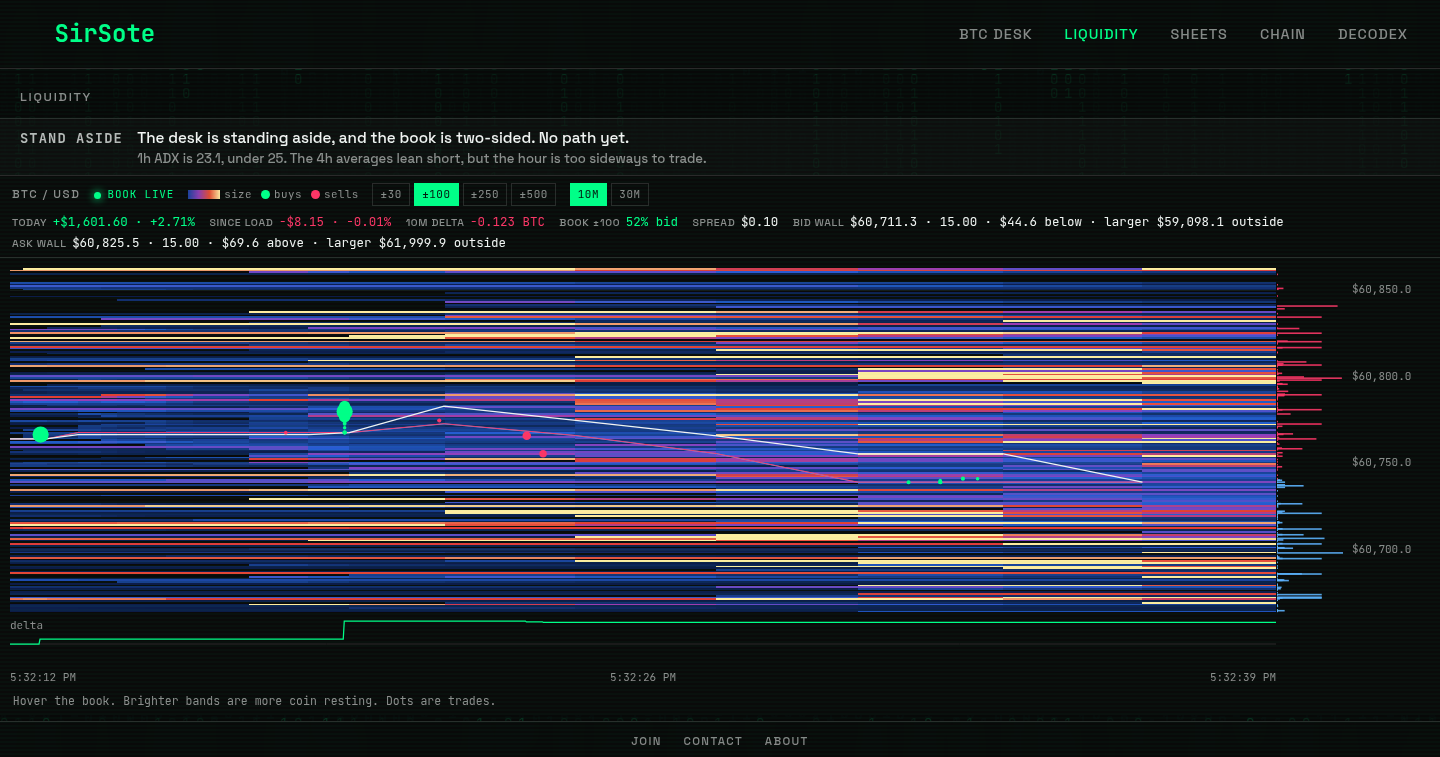 SirSote
BTC DESK LIQUIDITY SHEETS CHAIN DECODEX
LIQUIDITY
STAND ASIDE The desk is standing aside, and the book is two-sided. No path yet.
1h ADX is 23.1, under 25. The 4h averages lean short, but the hour is too sideways to trade.
BTC / USD BOOK LIVE size buys sells ±30 ±100 ±250 ±500 10M 30M
TODAY +$1,601.60 · +2.71% SINCE LOAD -$8.15 · -0.01% 10M DELTA -0.123 BTC BOOK ±100 52% bid SPREAD $0.10 BID WALL $60,711.3 · 15.00 · $44.6 below · larger $59,098.1 outside
ASK WALL $60,825.5 · 15.00 · $69.6 above · larger $61,999.9 outside
$60,850.0
$60,800.0
$60,750.0
$60,700.0
delta
5:32:12 PM 5:32:26 PM 5:32:39 PM
Hover the book. Brighter bands are more coin resting. Dots are trades.
JOIN CONTACT ABOUT